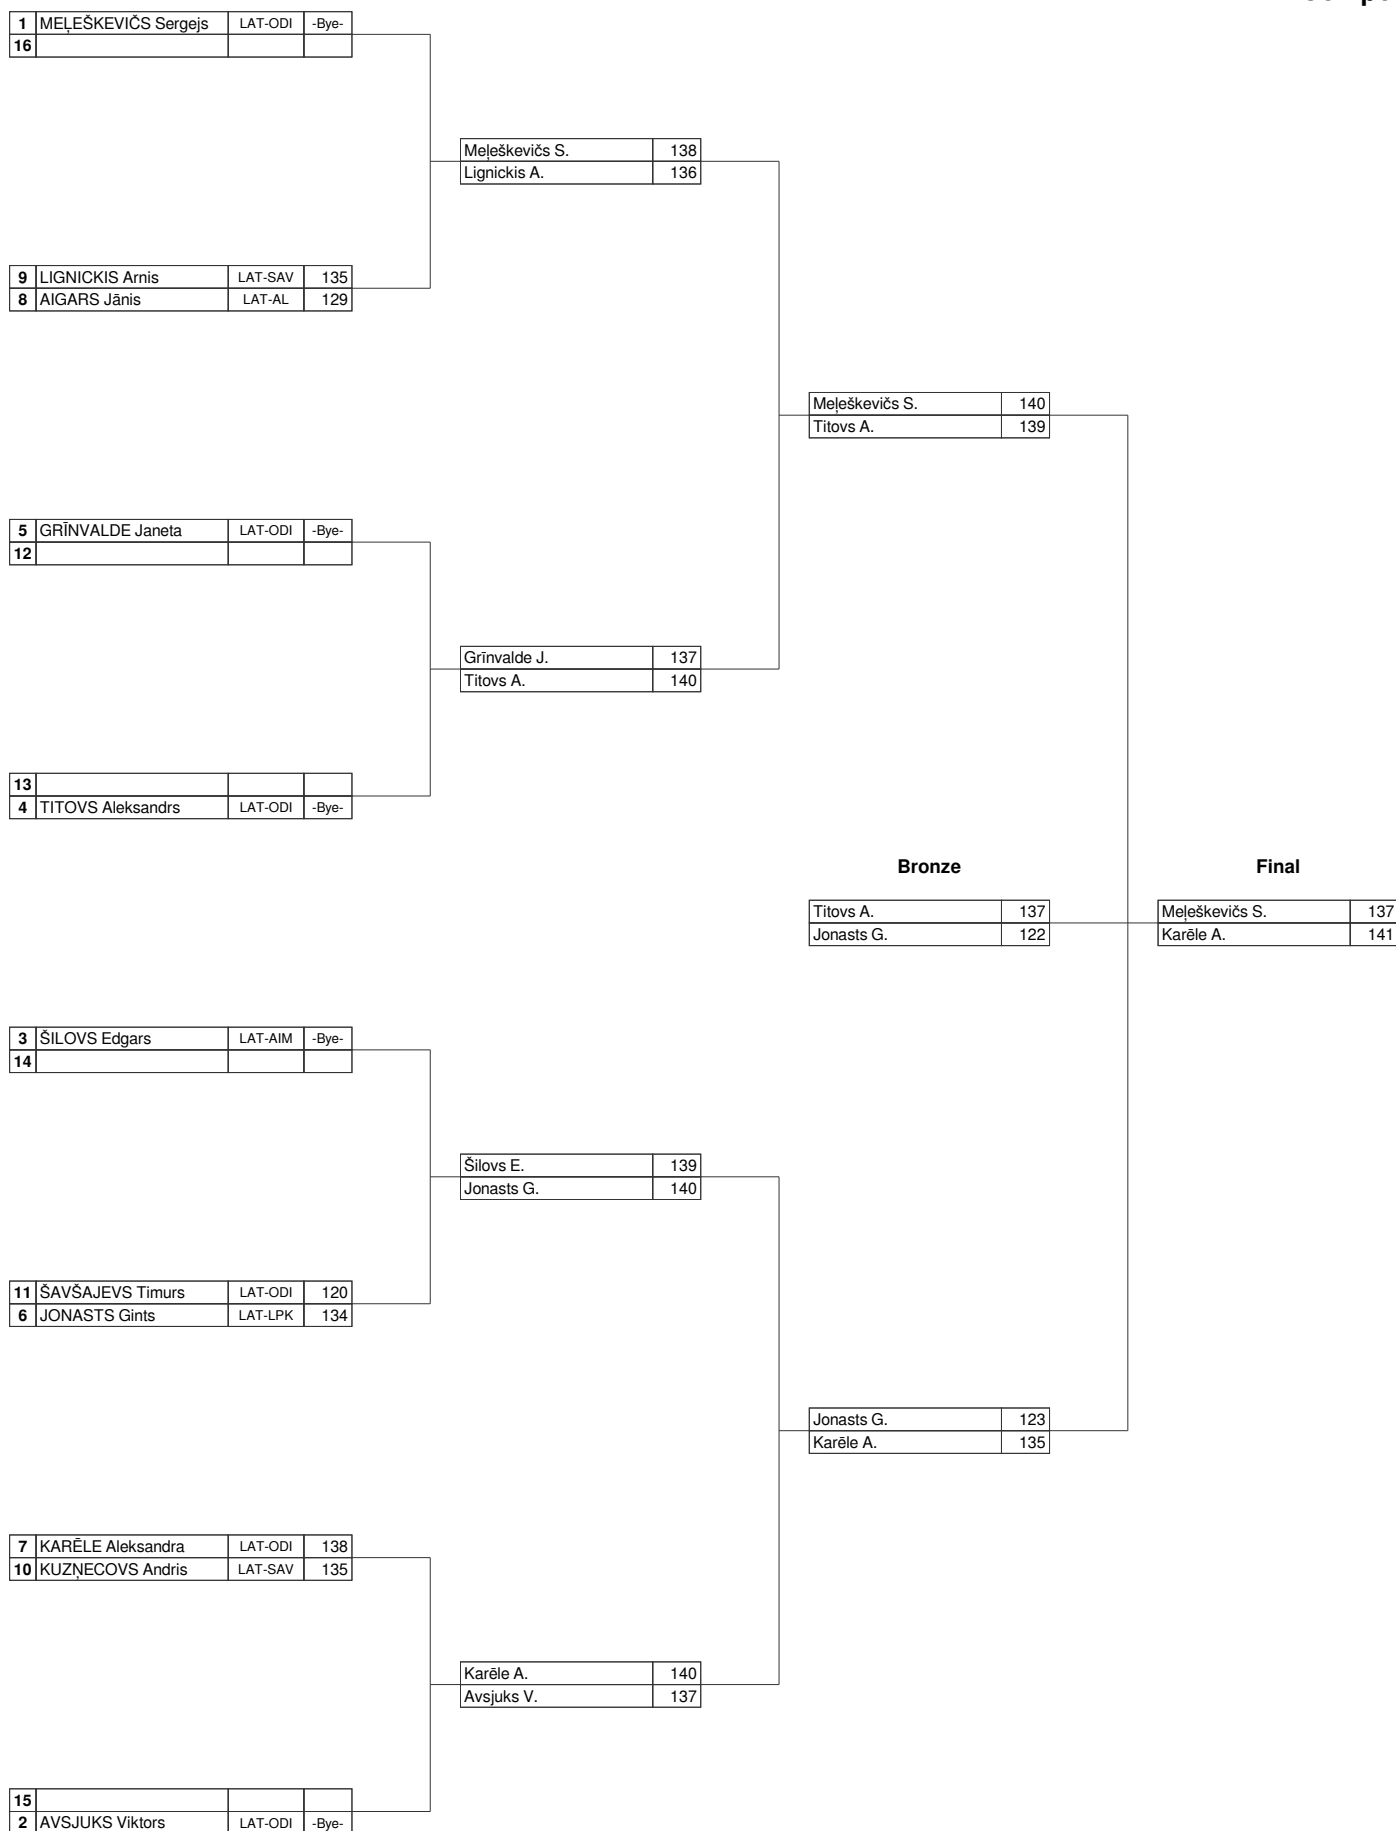 1 MEĻEŠKEVIČS Sergejs LAT-ODI -Bye-
16
Meļeškevičs S. 138
Lignickis A. 136
9 LIGNICKIS Arnis LAT-SAV 135
8 AIGARS Jānis LAT-AL 129
Meļeškevičs S. 140
Titovs A. 139
5 GRĪNVALDE Janeta LAT-ODI -Bye-
12
Grīnvalde J. 137
Titovs A. 140
13
4 TITOVS Aleksandrs LAT-ODI -Bye-
Bronze Final
Titovs A. 137 Meļeškevičs S. 137
Jonasts G. 122 Karēle A. 141
3 ŠILOVS Edgars LAT-AIM -Bye-
14
Šilovs E. 139
Jonasts G. 140
11 ŠAVŠAJEVS Timurs LAT-ODI 120
6 JONASTS Gints LAT-LPK 134
Jonasts G. 123
Karēle A. 135
7 KARĒLE Aleksandra LAT-ODI 138
10 KUZŅECOVS Andris LAT-SAV 135
Karēle A. 140
Avsjuks V. 137
15
2 AVSJUKS Viktors LAT-ODI -Bye-